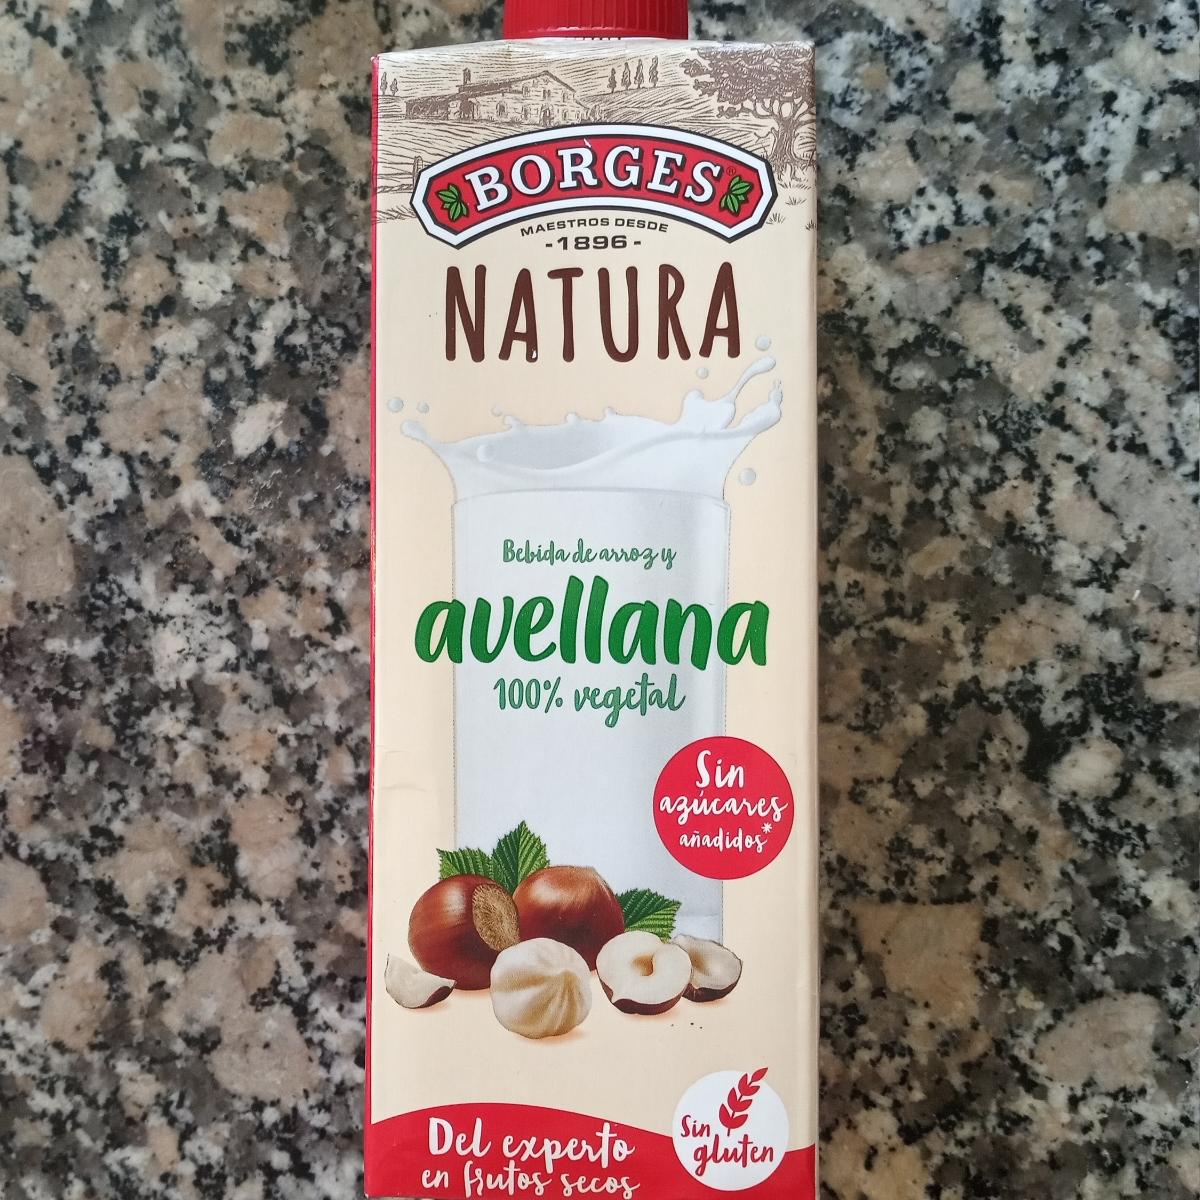 BORGES
MAESTROS DESDE
-1896-
NATURA
Bebida de arroz y
avellana
100% vegetal
Sin
azúcares
añadidos*
Sin
gluten
Del experto
en frutos secos